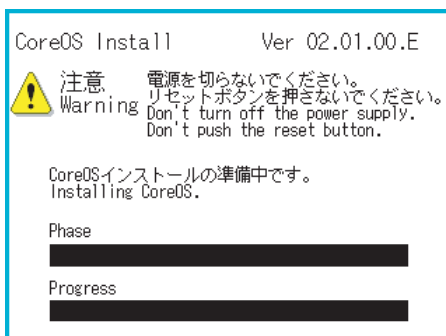 CoreOS Install Ver 02.01.00.E
注意 電源を切らないでください。
Warning リセットボタンを押さないでください。
Don't turn off the power supply.
Don't push the reset button.
CoreOSインストールの準備中です。
Installing CoreOS.
Phase
Progress